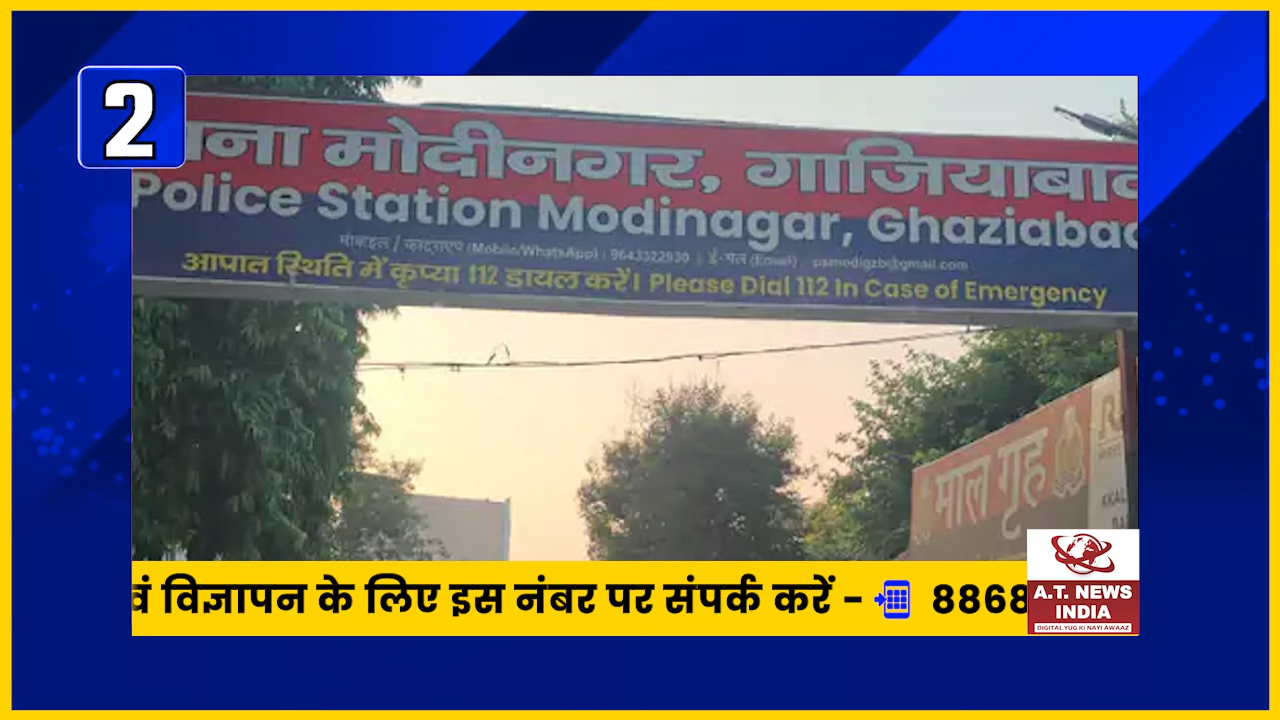 2
थाना मोदीनगर, गाजियाबाद
Police Station Modinagar, Ghaziabad
मोबाइल / व्हाट्सएप (Mobile/WhatsApp) : 9643322930 | ई-मेल (Email) : psmodigzb@gmail.com
आपात स्थिति में कृप्या 112 डायल करें। Please Dial 112 In Case of Emergency
माल गृह
वं विज्ञापन के लिए इस नंबर पर संपर्क करें - 8868
A.T. NEWS
INDIA
DIGITAL YUG KI NAYI AWAAZ